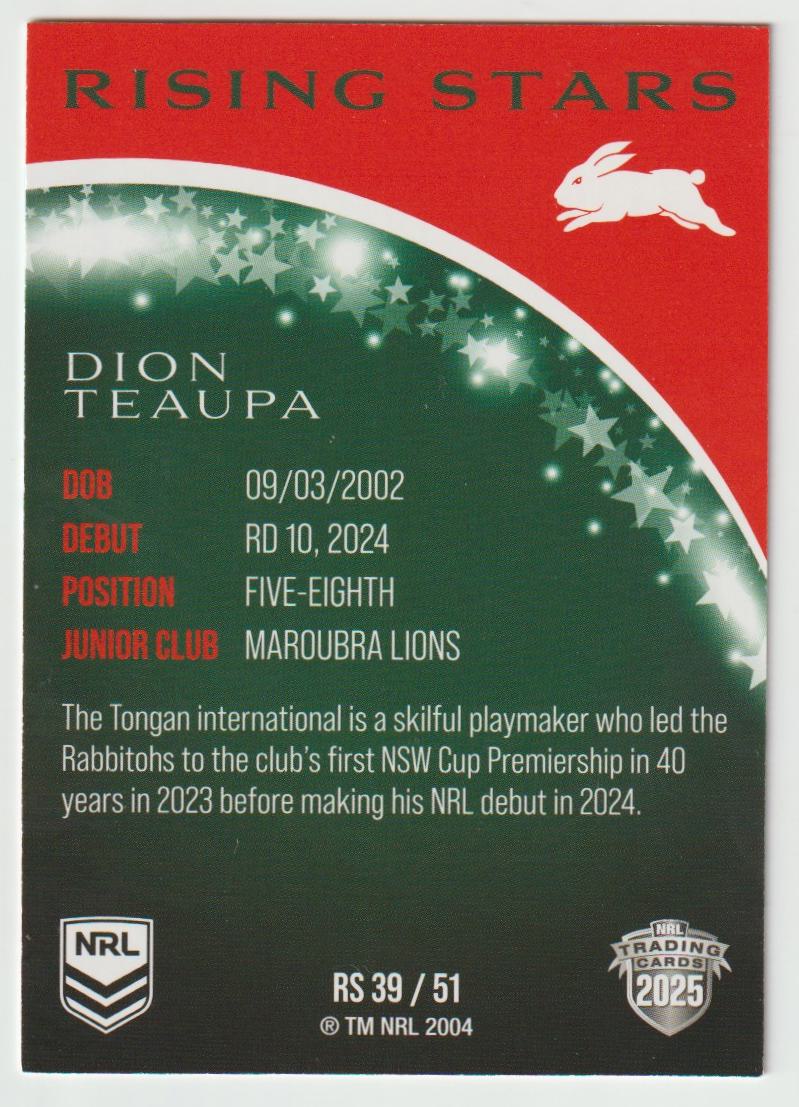 RISING STARS
DION
TEAUPA
DOB 09/03/2002
DEBUT RD 10, 2024
POSITION FIVE-EIGHTH
JUNIOR CLUB MAROUBRA LIONS
The Tongan international is a skilful playmaker who led the
Rabbitohs to the club's first NSW Cup Premiership in 40
years in 2023 before making his NRL debut in 2024.
NRL
RS 39 / 51
® TM NRL 2004
NRL
TRADING
CARDS
2025